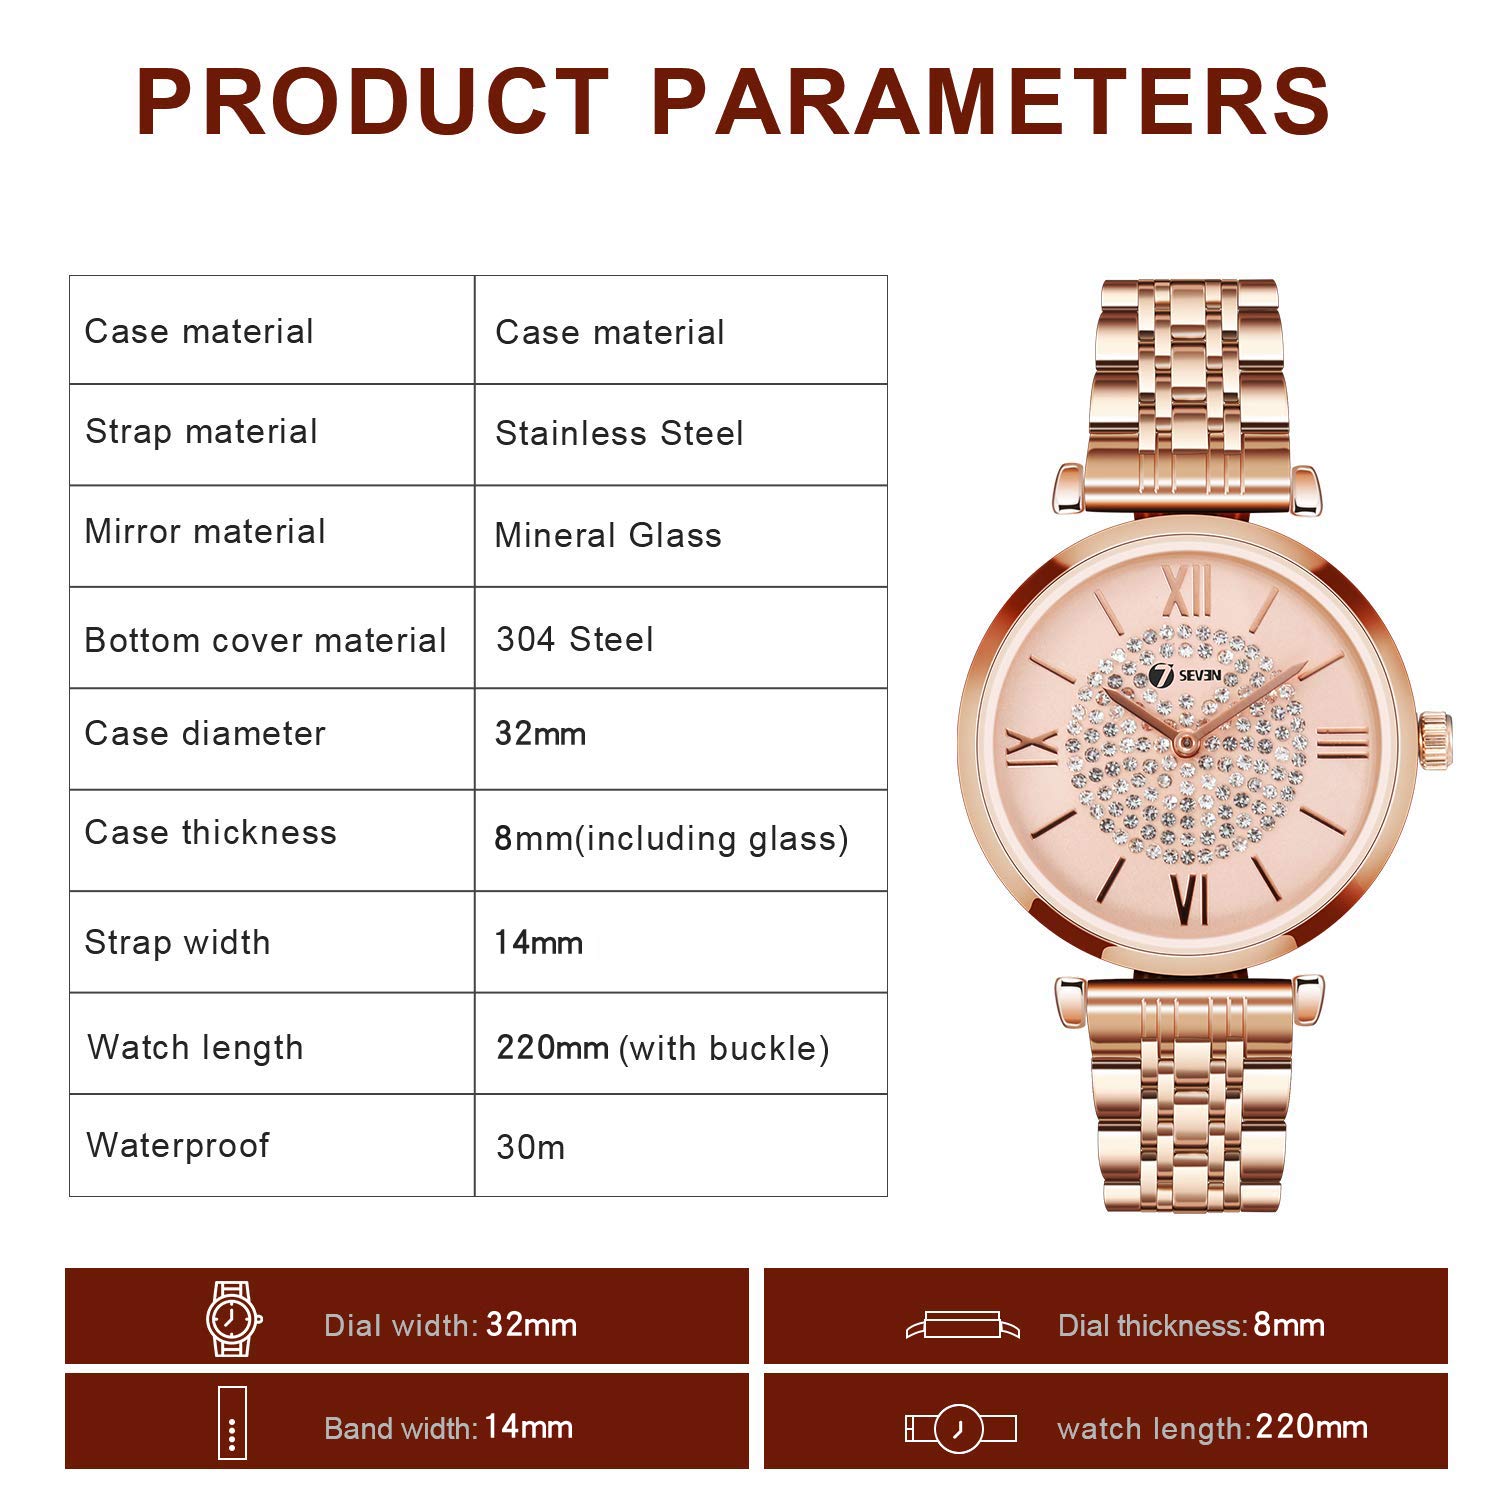 PRODUCT PARAMETERS
Case material Case material
Strap material Stainless Steel
Mirror material Mineral Glass
Bottom cover material 304 Steel
Case diameter 32mm
Case thickness 8mm(including glass)
Strap width 14mm
Watch length 220mm (with buckle)
Waterproof 30m
XII
7 SEVEN
IX III
VI
Dial width: 32mm
Dial thickness: 8mm
Band width: 14mm
watch length: 220mm